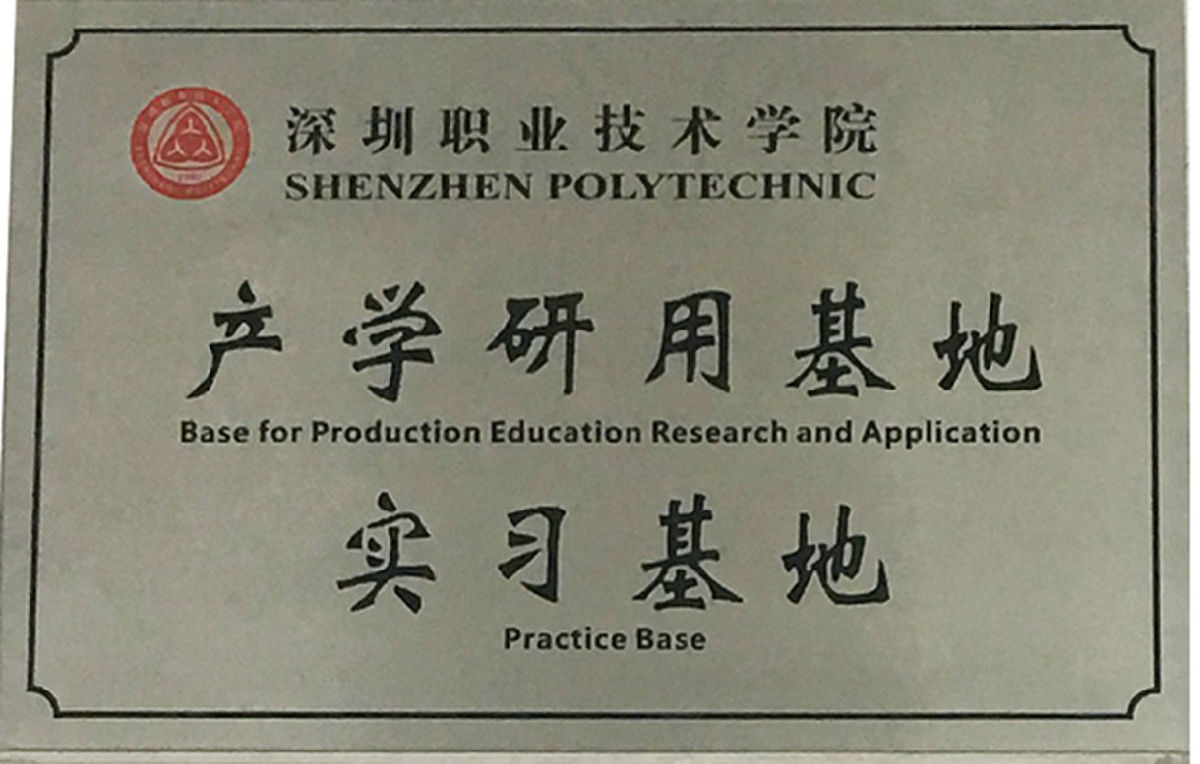 深圳职业技术学院
SHENZHEN POLYTECHNIC
产学研用基地
Base for Production Education Research and Application
实习基地
Practice Base